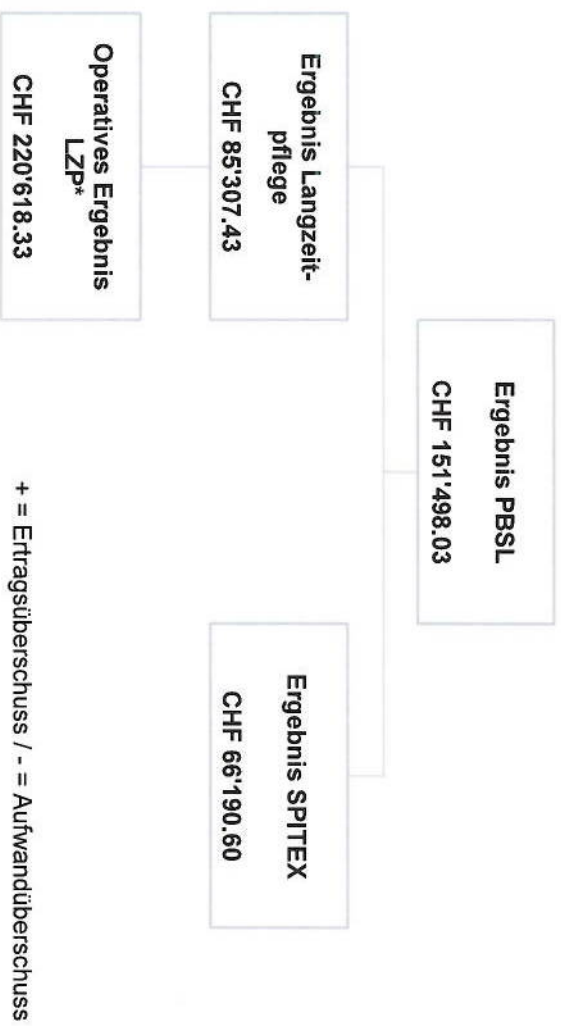 Ergebnis PBSL
CHF 151'498.03
Ergebnis Langzeit-
pflege
CHF 85'307.43
Ergebnis SPITEX
CHF 66'190.60
Operatives Ergebnis
LZP*
CHF 220'618.33
+ = Ertragsüberschuss / - = Aufwandüberschuss